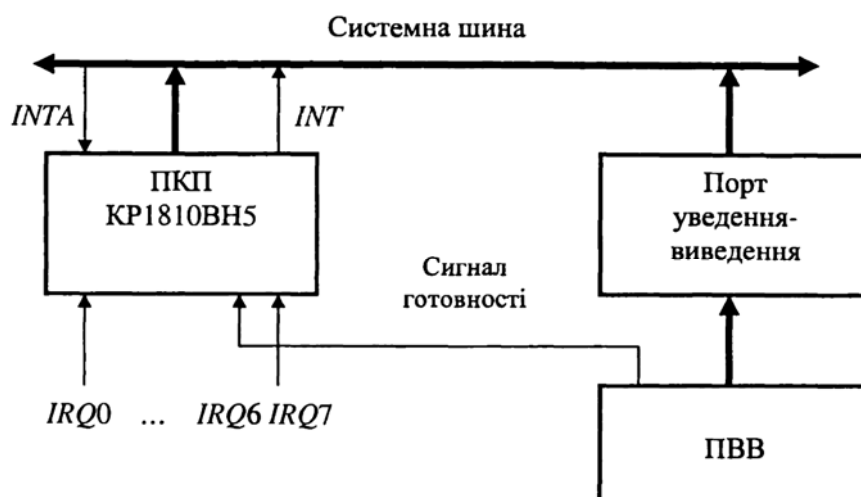 Системна шина
INTA
INT
ПКП
КР1810ВН5
Порт
уведення-
виведення
Сигнал
готовності
IRQ0 ... IRQ6 IRQ7
ПВВ